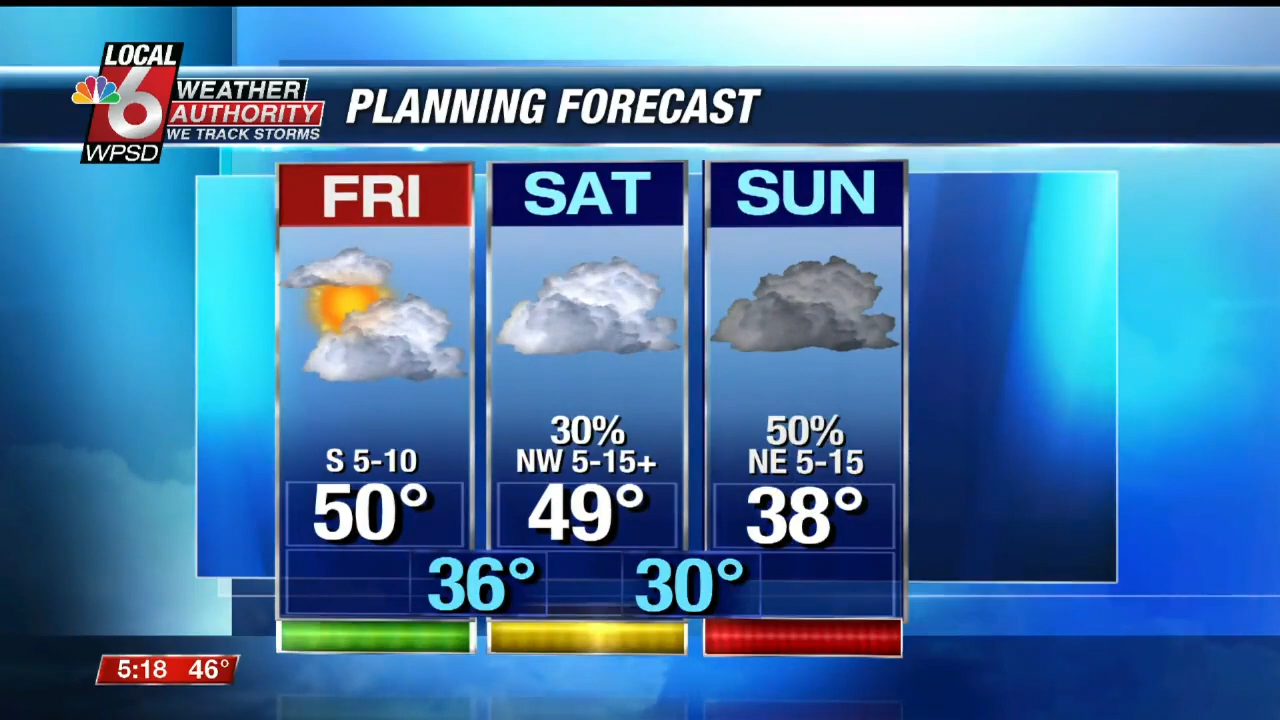 LOCAL
6
WEATHER
AUTHORITY
WE TRACK STORMS
WPSD
PLANNING FORECAST
FRI SAT SUN
30% 50%
S 5-10 NW 5-15+ NE 5-15
50° 49° 38°
36° 30°
5:18 46°